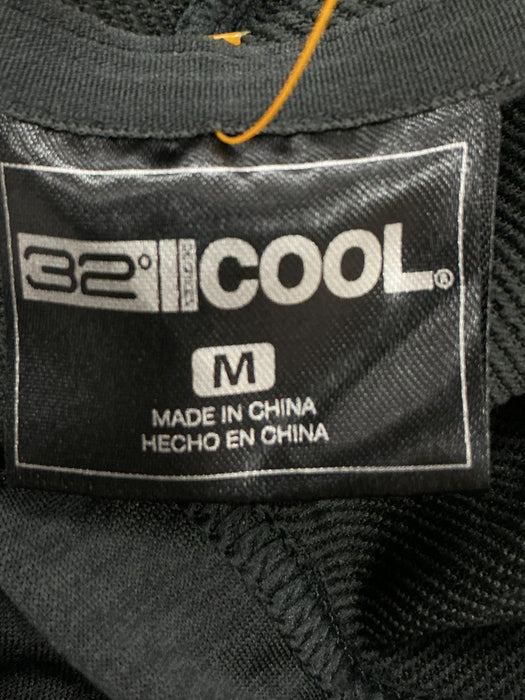 32° COOL®
M
MADE IN CHINA
HECHO EN CHINA